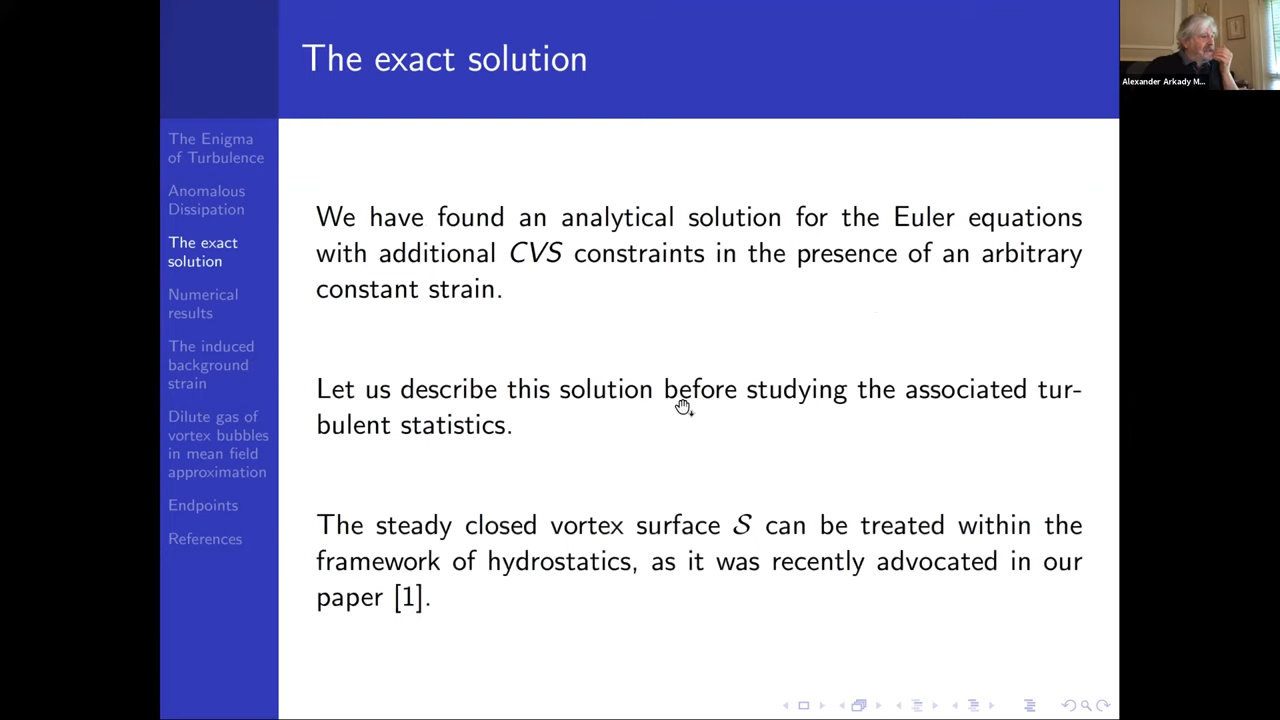 The exact solution
Alexander Arkady M...
The Enigma
of Turbulence
Anomalous
Dissipation
The exact
solution
Numerical
results
The induced
background
strain
Dilute gas of
vortex bubbles
in mean field
approximation
Endpoints
References
We have found an analytical solution for the Euler equations
with additional CVS constraints in the presence of an arbitrary
constant strain.
Let us describe this solution before studying the associated tur-
bulent statistics.
The steady closed vortex surface S can be treated within the
framework of hydrostatics, as it was recently advocated in our
paper [1].